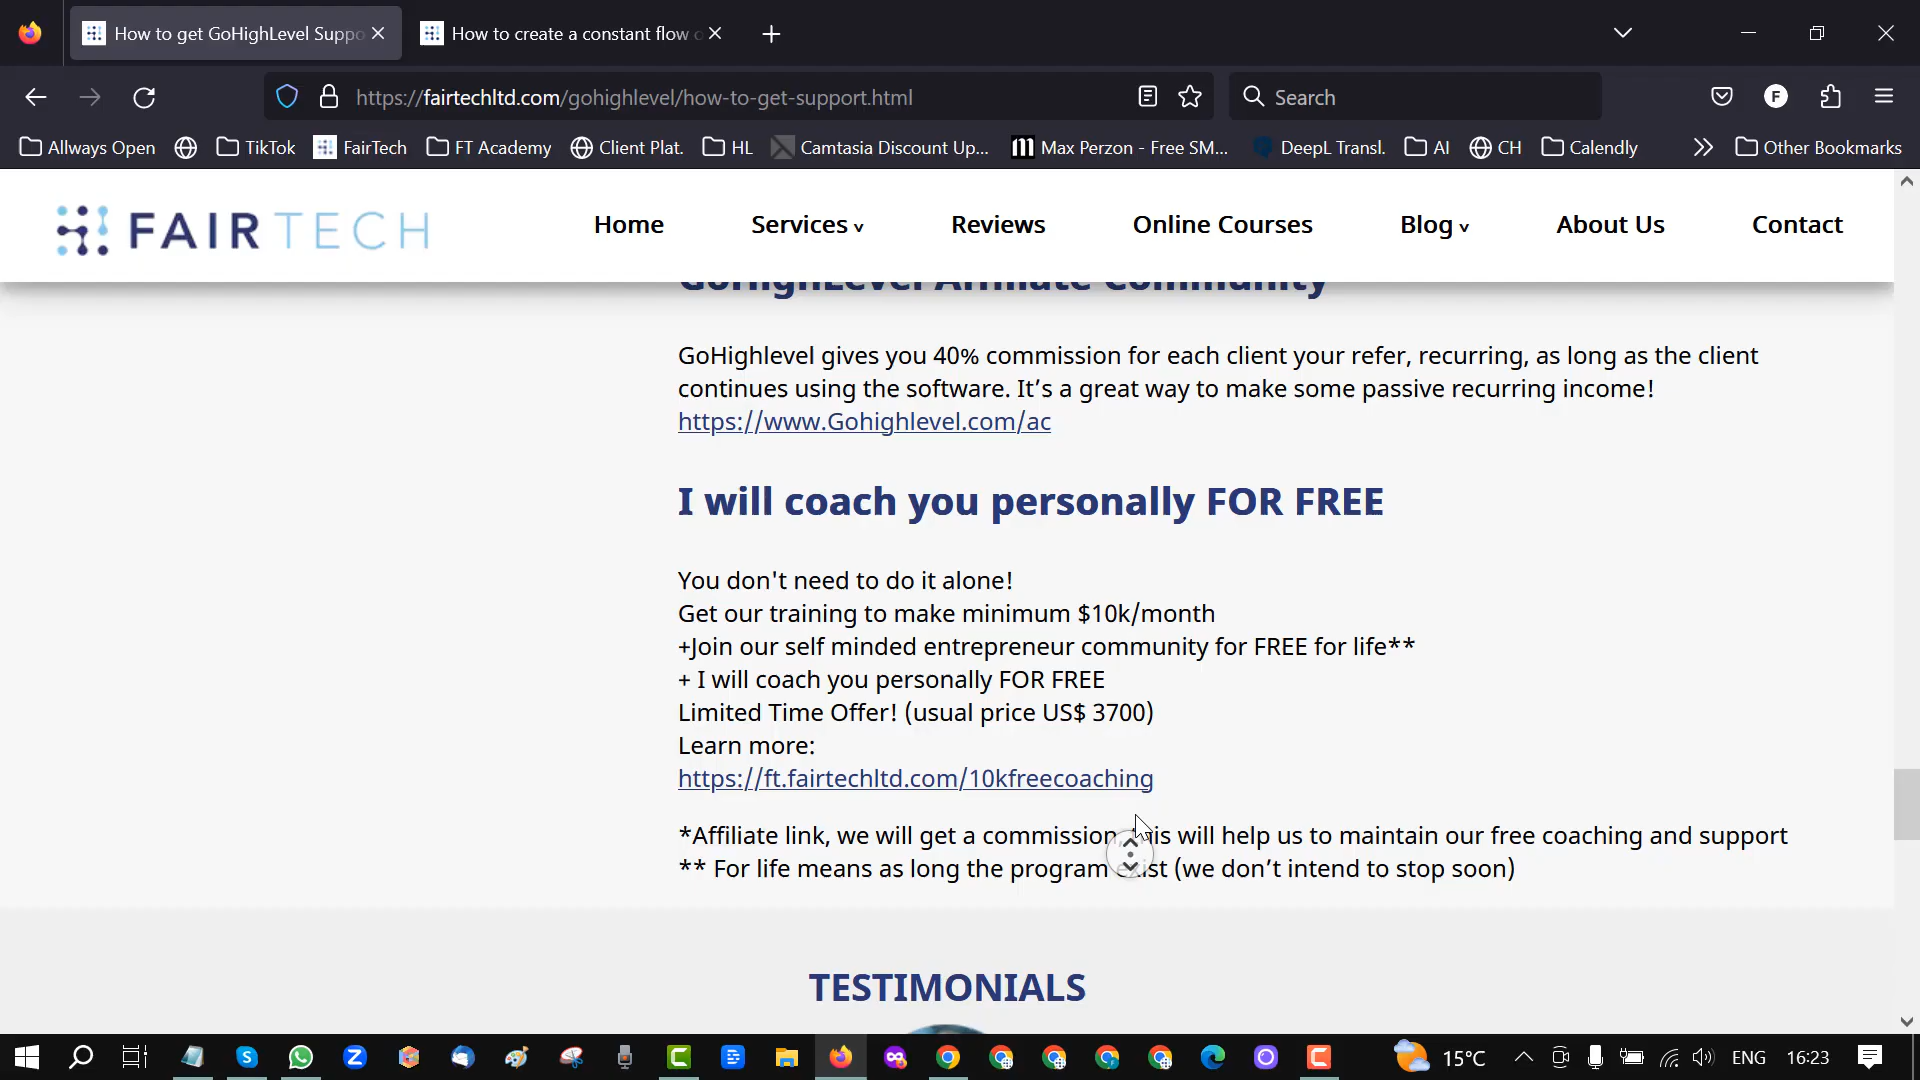 How to get GoHighLevel Suppo
How to create a constant flow o
https://fairtechltd.com/gohighlevel/how-to-get-support.html
Search
F
Allways Open
TikTok
FairTech
FT Academy
Client Plat.
HL
Camtasia Discount Up...
Max Perzon - Free SM...
DeepL Transl.
AI
CH
Calendly
Other Bookmarks
FAIRTECH
Home
Services v
Reviews
Online Courses
Blog v
About Us
Contact
GoHighLevel Affiliate Community
GoHighlevel gives you 40% commission for each client your refer, recurring, as long as the client
continues using the software. It’s a great way to make some passive recurring income!
https://www.Gohighlevel.com/ac
I will coach you personally FOR FREE
You don't need to do it alone!
Get our training to make minimum $10k/month
+Join our self minded entrepreneur community for FREE for life**
+ I will coach you personally FOR FREE
Limited Time Offer! (usual price US$ 3700)
Learn more:
https://ft.fairtechltd.com/10kfreecoaching
*Affiliate link, we will get a commission, this will help us to maintain our free coaching and support
** For life means as long the program exist (we don’t intend to stop soon)
TESTIMONIALS
15°C
ENG
16:23